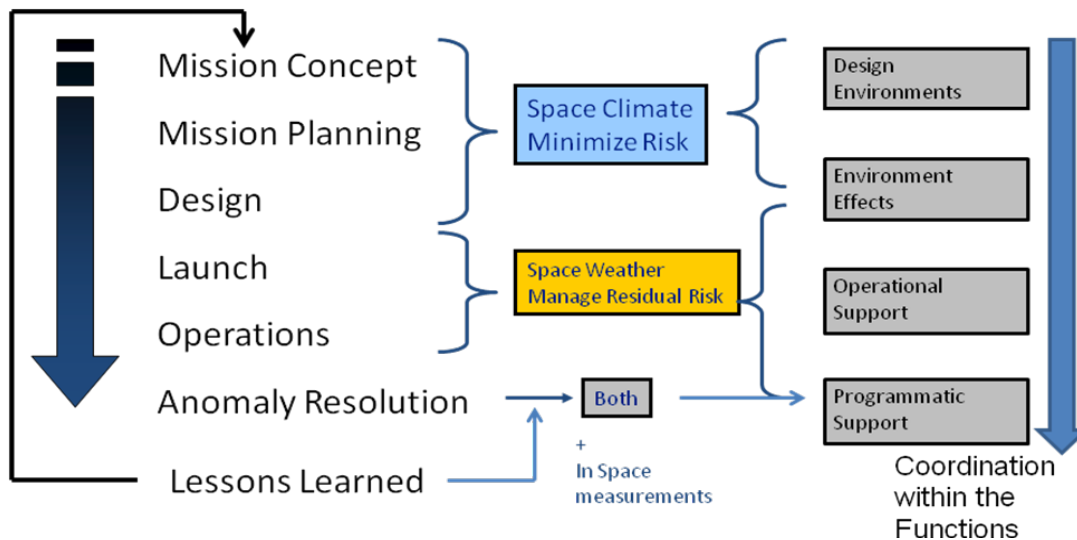 Mission Concept
Mission Planning
Design
Launch
Operations
Anomaly Resolution
Lessons Learned
Space Climate
Minimize Risk
Space Weather
Manage Residual Risk
Both
+
In Space
measurements
Design
Environments
Environment
Effects
Operational
Support
Programmatic
Support
Coordination
within the
Functions